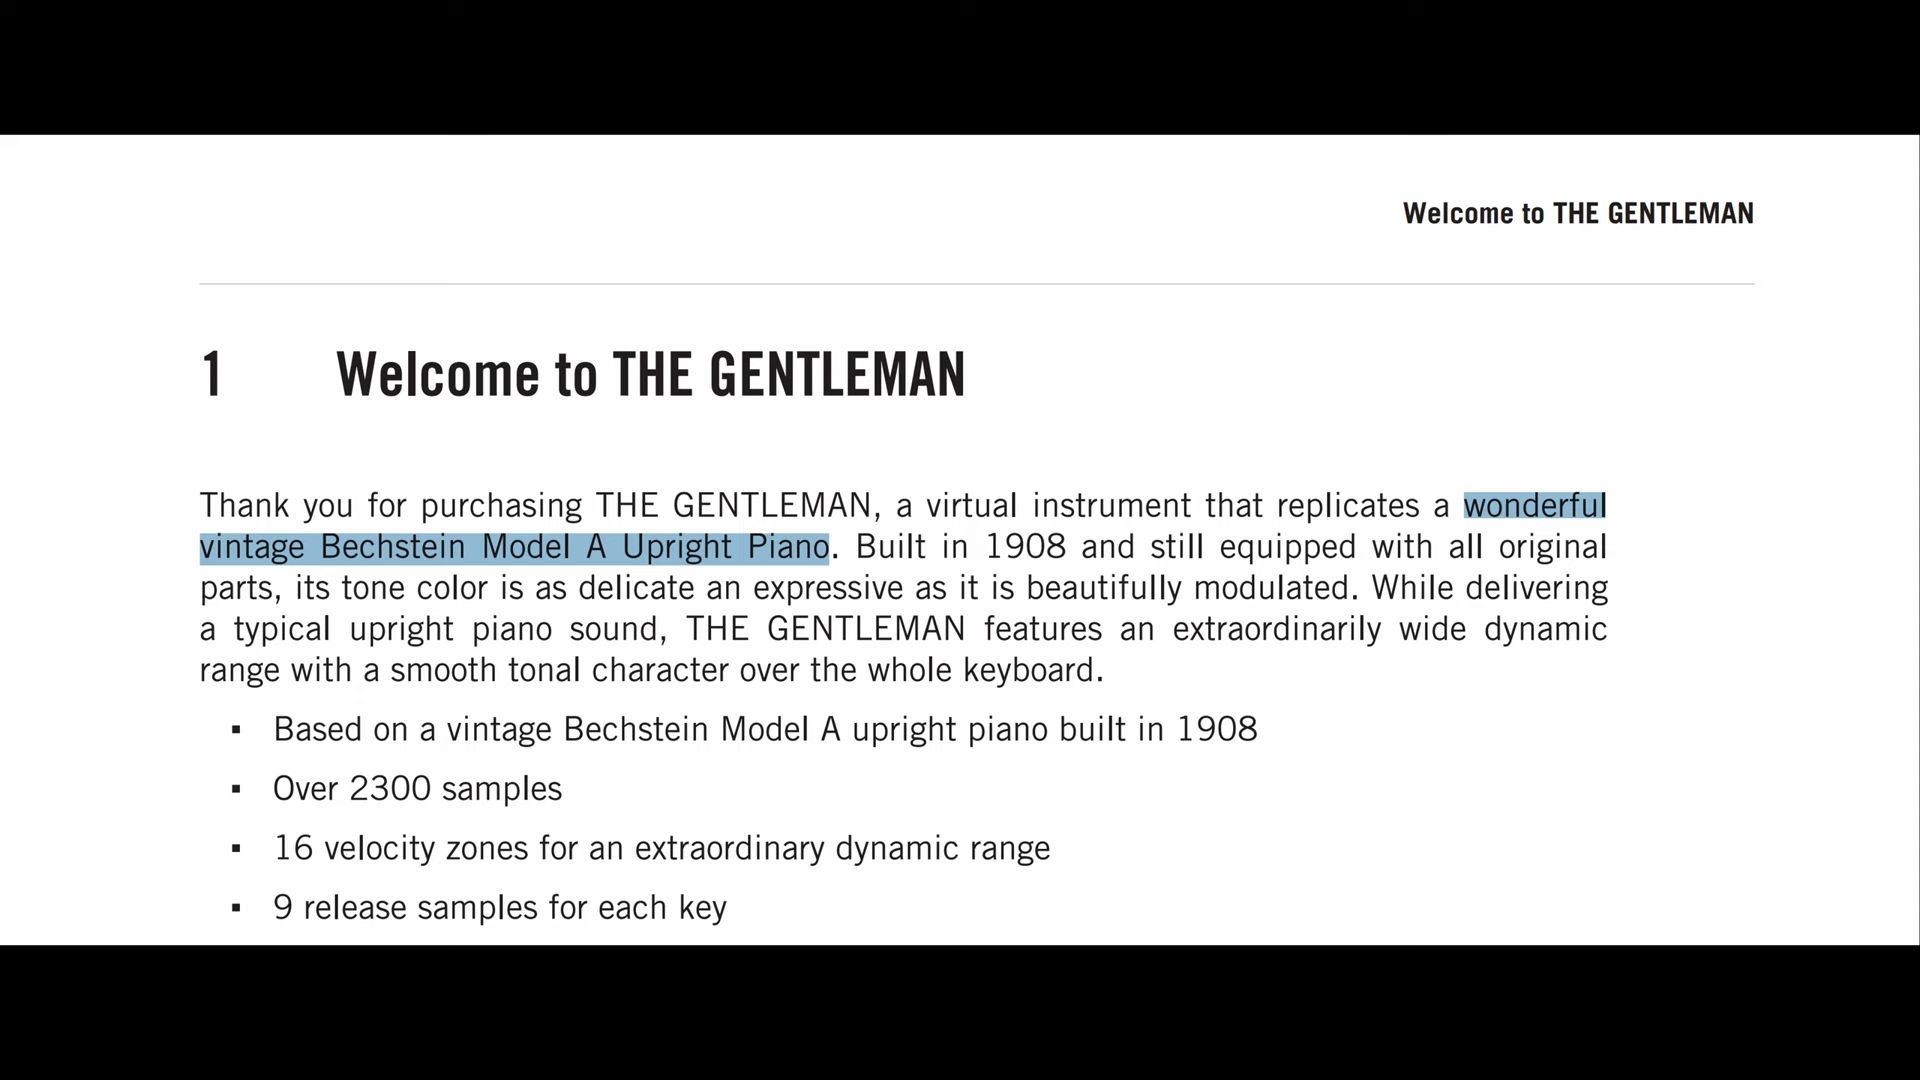 Welcome to THE GENTLEMAN
1 Welcome to THE GENTLEMAN
Thank you for purchasing THE GENTLEMAN, a virtual instrument that replicates a wonderful
vintage Bechstein Model A Upright Piano. Built in 1908 and still equipped with all original
parts, its tone color is as delicate an expressive as it is beautifully modulated. While delivering
a typical upright piano sound, THE GENTLEMAN features an extraordinarily wide dynamic
range with a smooth tonal character over the whole keyboard.
▪ Based on a vintage Bechstein Model A upright piano built in 1908
▪ Over 2300 samples
▪ 16 velocity zones for an extraordinary dynamic range
▪ 9 release samples for each key